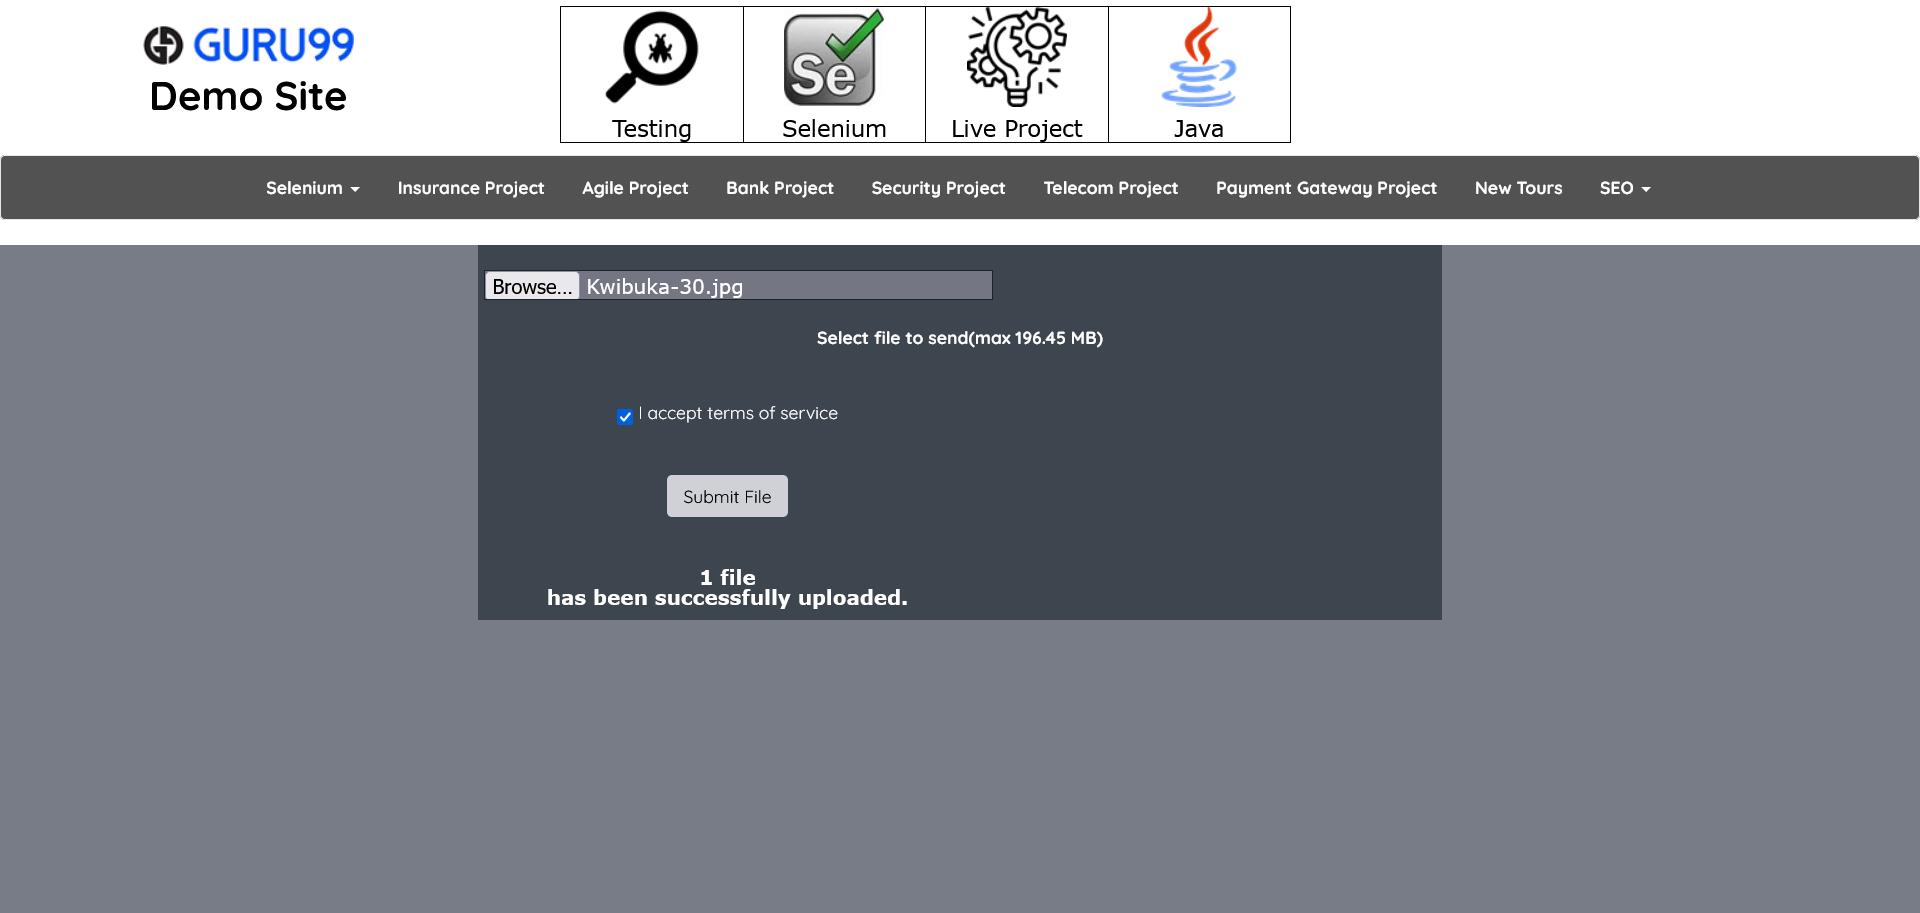 GURU99
Demo Site
Se
Testing
Selenium
Live Project
Java
Selenium
Insurance Project
Agile Project
Bank Project
Security Project
Telecom Project
Payment Gateway Project
New Tours
SEO
Browse... Kwibuka-30.jpg
Select file to send(max 196.45 MB)
I accept terms of service
Submit File
1 file
has been successfully uploaded.